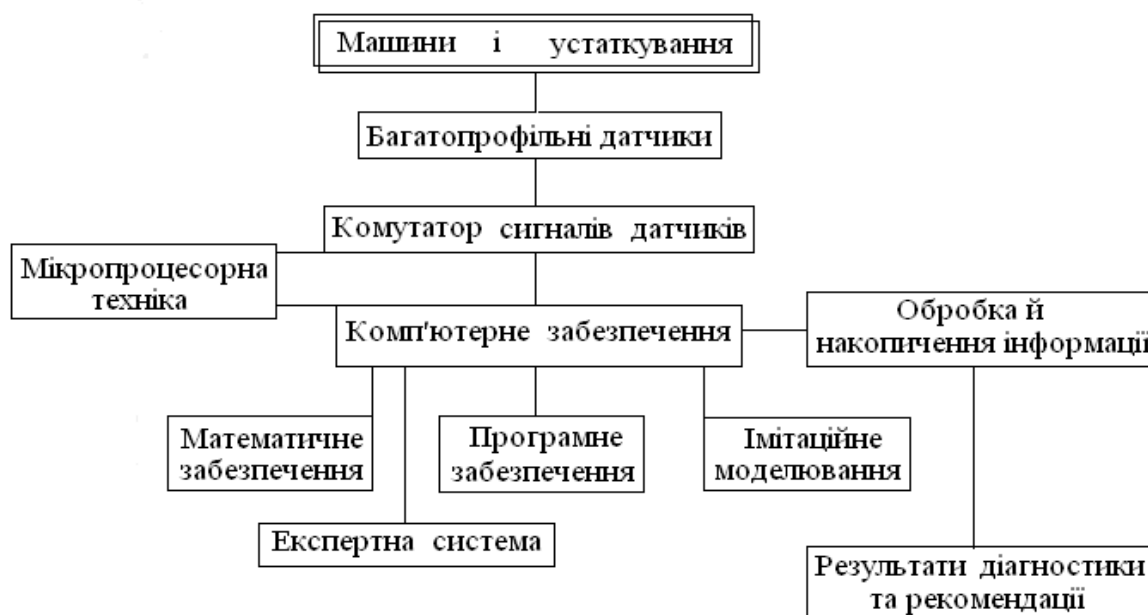 Машини і устаткування
Багатопрофільні датчики
Комутатор сигналів датчиків
Мікропроцесорна
техніка
Комп'ютерне забезпечення
Обробка й
накопичення інформації
Математичне
забезпечення
Програмне
забезпечення
Імітаційне
моделювання
Експертна система
Результати діагностики
та рекомендації